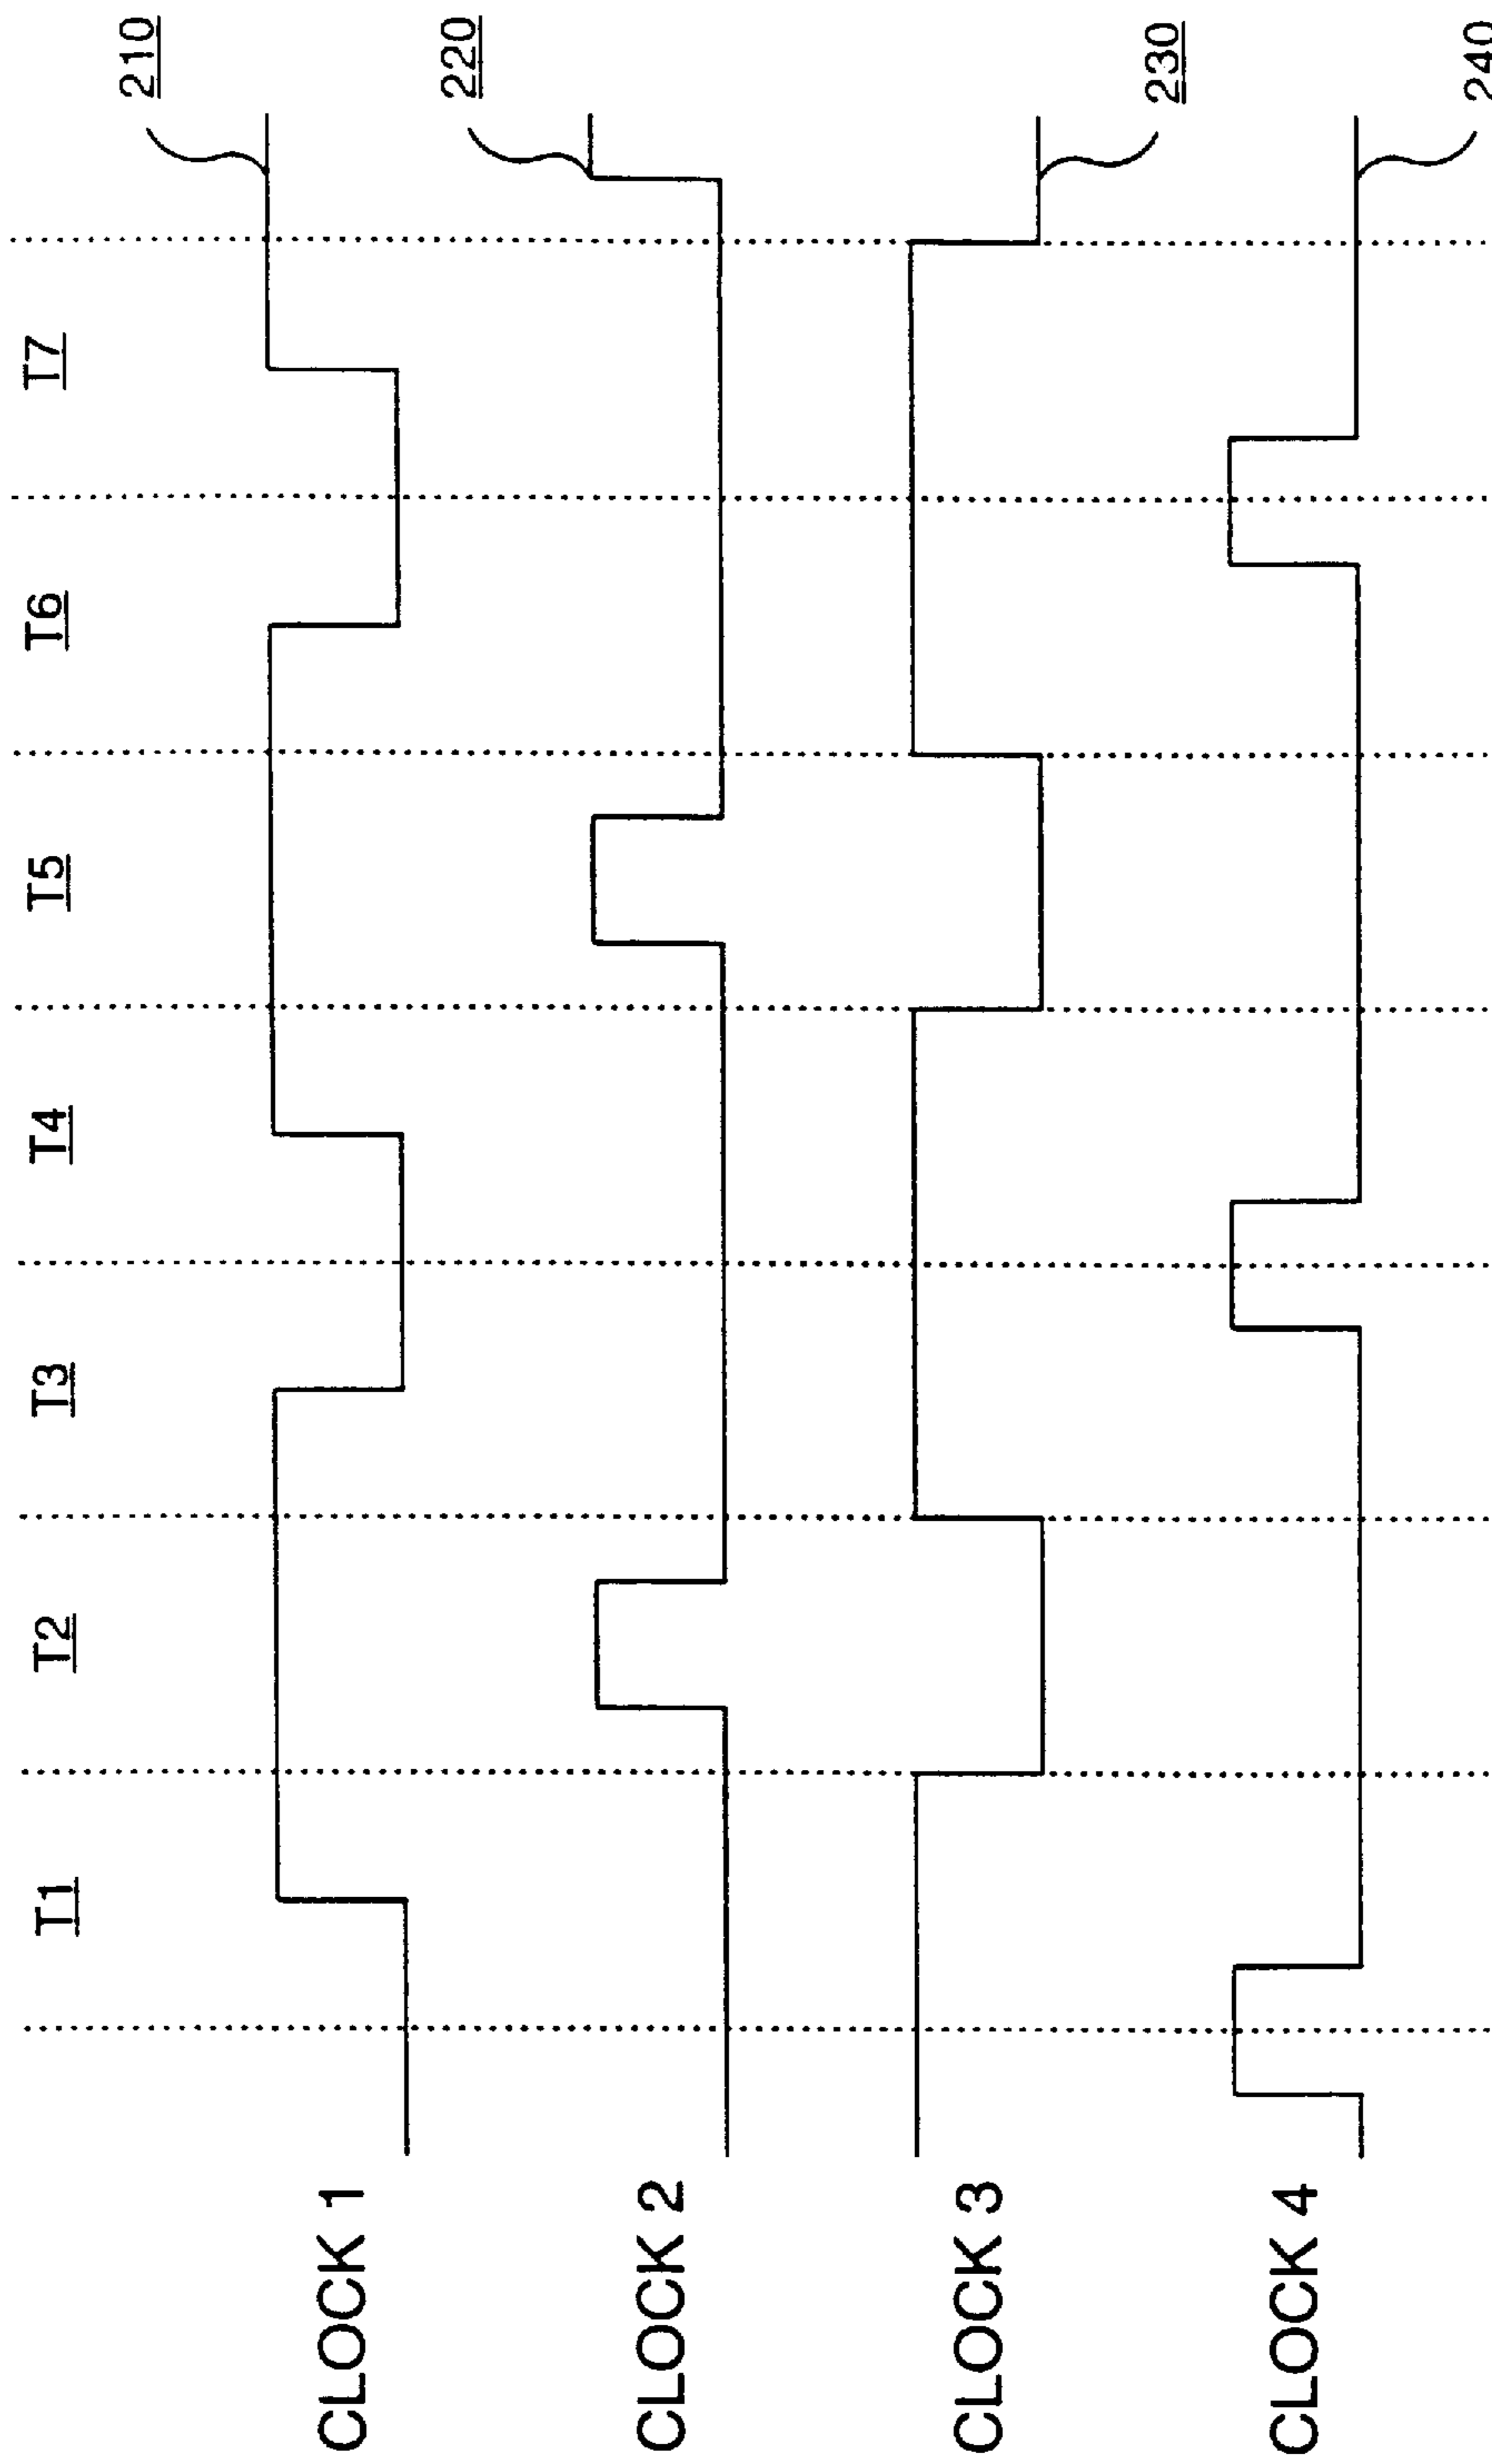 T1 T2 T3 T4 T5 T6 T7
CLOCK 1 210
CLOCK 2 220
CLOCK 3 230
CLOCK 4 240